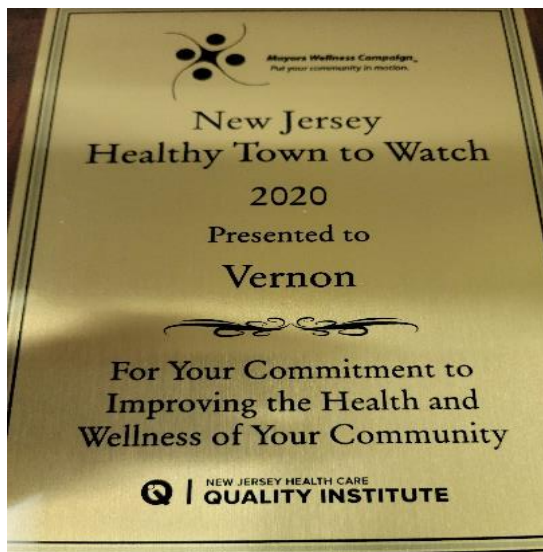 Mayors Wellness Campaign™
Put your community in motion.
New Jersey
Healthy Town to Watch
2020
Presented to
Vernon
For Your Commitment to
Improving the Health and
Wellness of Your Community
Q | NEW JERSEY HEALTH CARE
QUALITY INSTITUTE